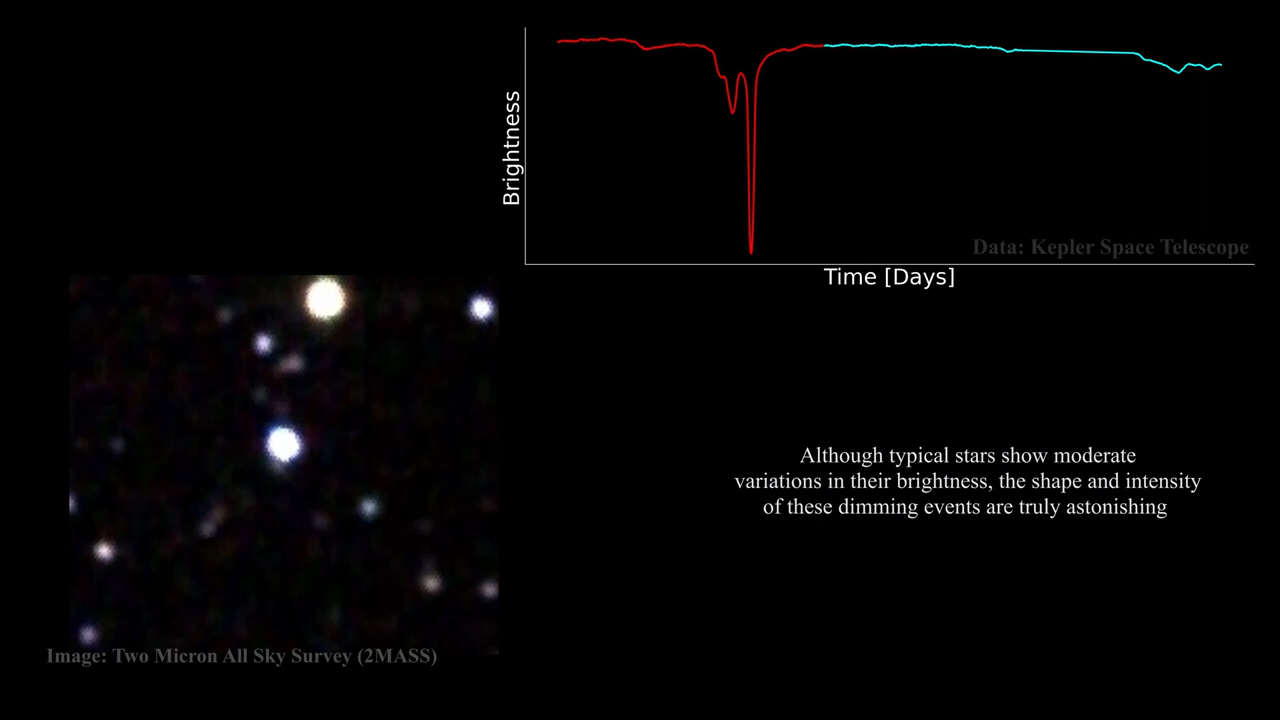 Brightness
Data: Kepler Space Telescope
Time [Days]
Although typical stars show moderate
variations in their brightness, the shape and intensity
of these dimming events are truly astonishing
Image: Two Micron All Sky Survey (2MASS)